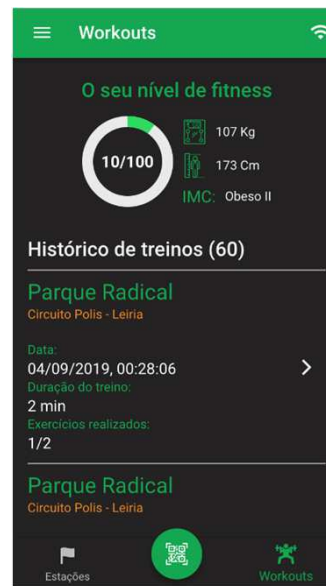 Workouts
O seu nível de fitness
10/100
107 Kg
173 Cm
IMC: Obeso II
Histórico de treinos (60)
Parque Radical
Circuito Polis - Leiria
Data:
04/09/2019, 00:28:06
Duração do treino:
2 min
Exercícios realizados:
1/2
Parque Radical
Circuito Polis - Leiria
Estações
Workouts